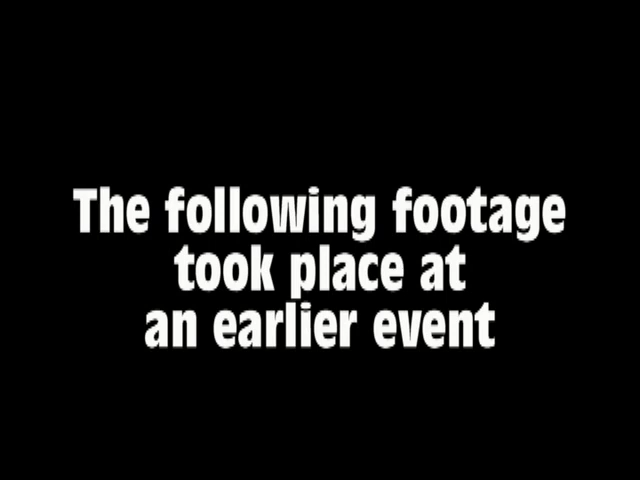 The following footage
took place at
an earlier event